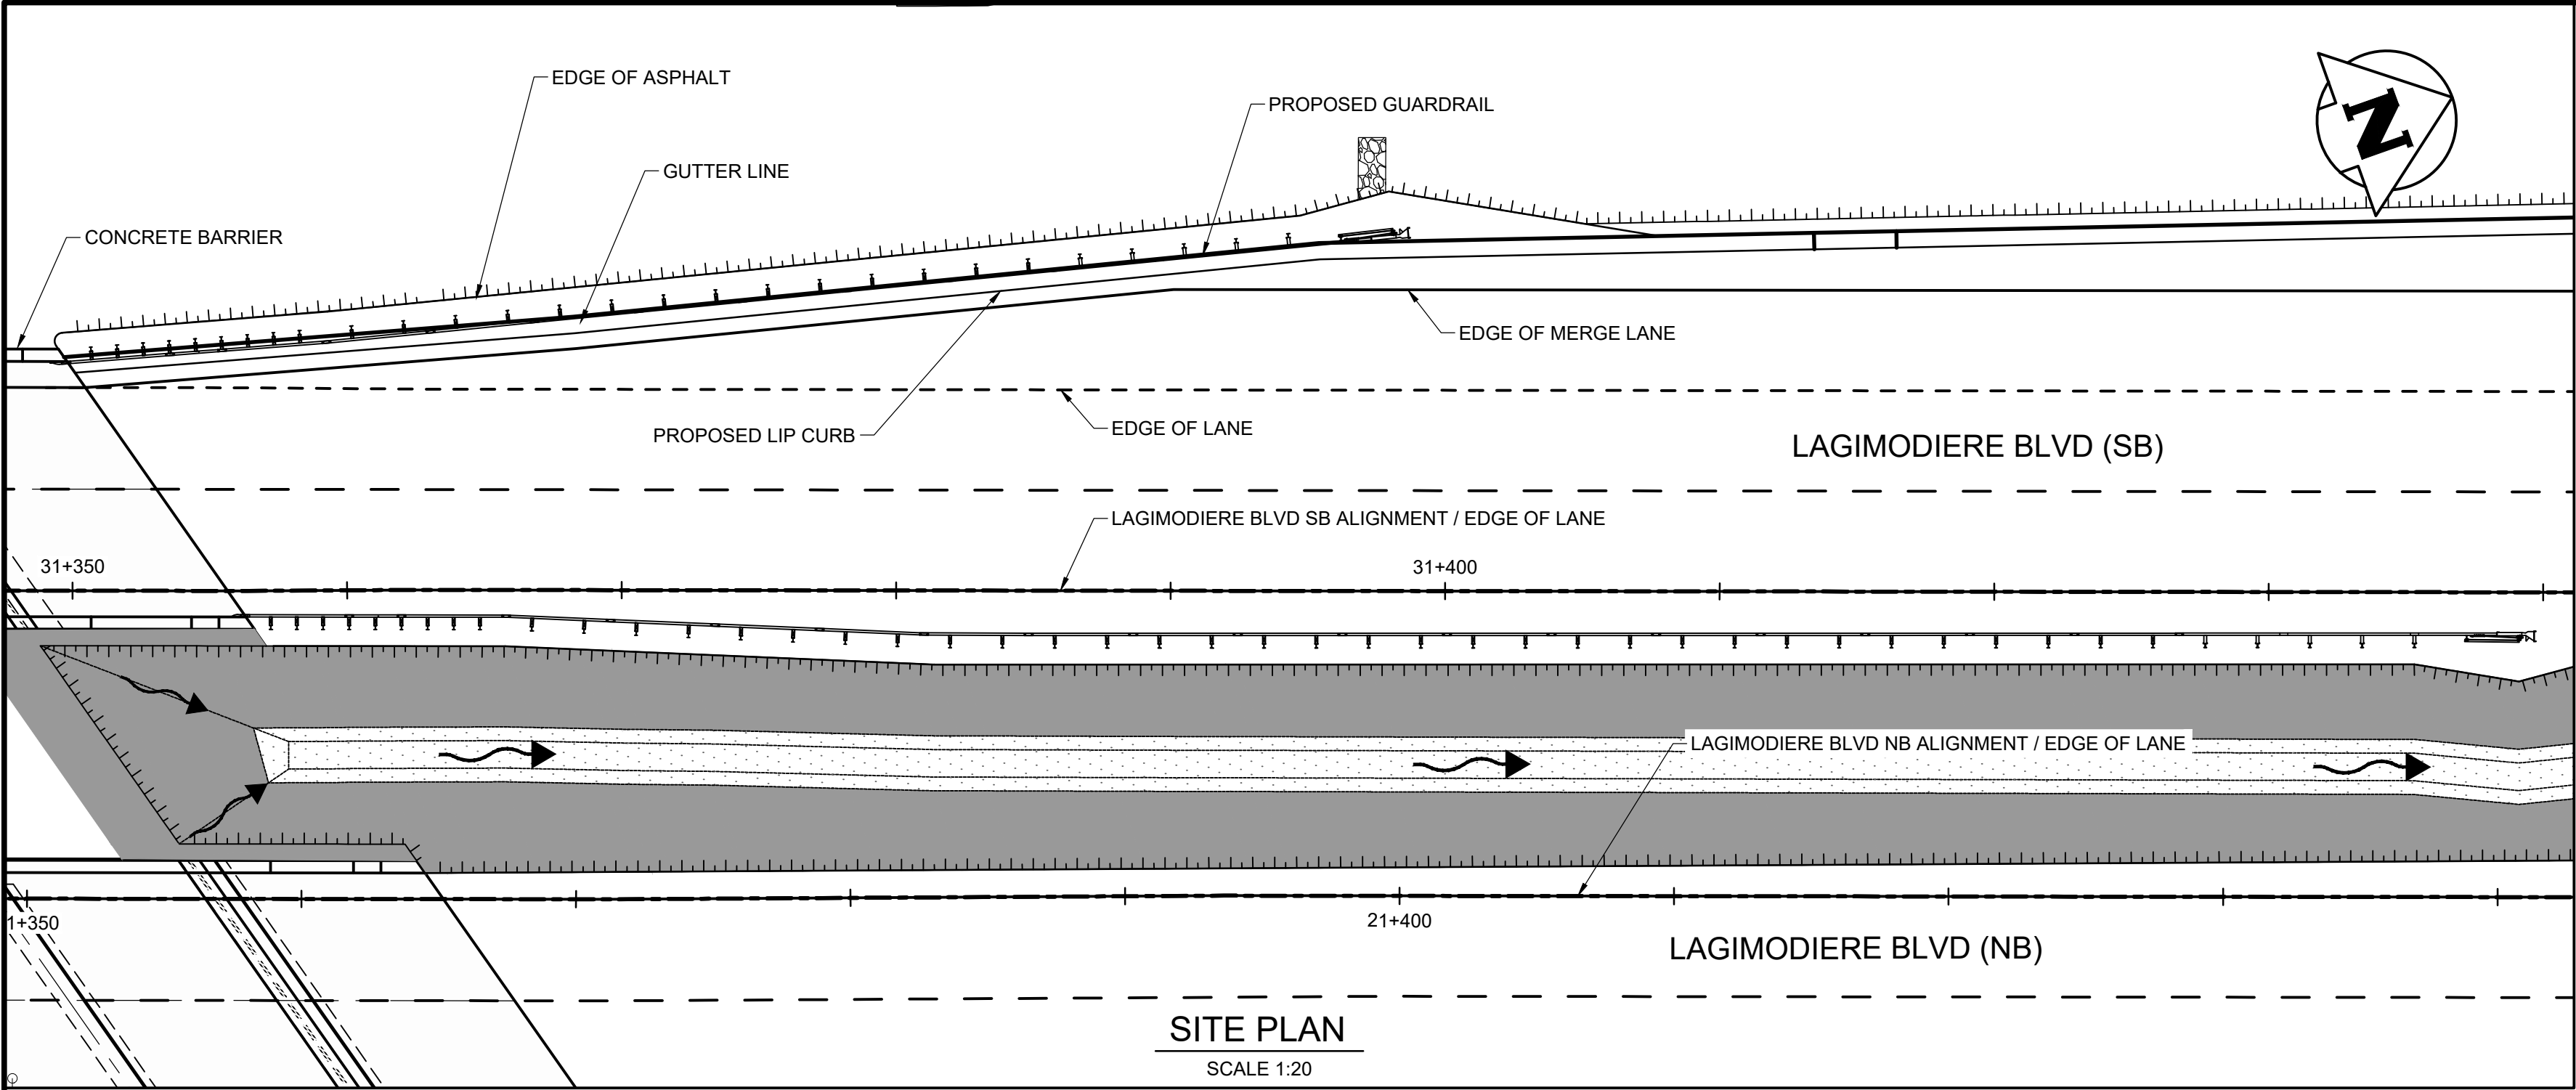 EDGE OF ASPHALT
PROPOSED GUARDRAIL
N
GUTTER LINE
CONCRETE BARRIER
EDGE OF MERGE LANE
PROPOSED LIP CURB
EDGE OF LANE
LAGIMODIERE BLVD (SB)
LAGIMODIERE BLVD SB ALIGNMENT / EDGE OF LANE
31+350
31+400
LAGIMODIERE BLVD NB ALIGNMENT / EDGE OF LANE
1+350
21+400
LAGIMODIERE BLVD (NB)
SITE PLAN
SCALE 1:20